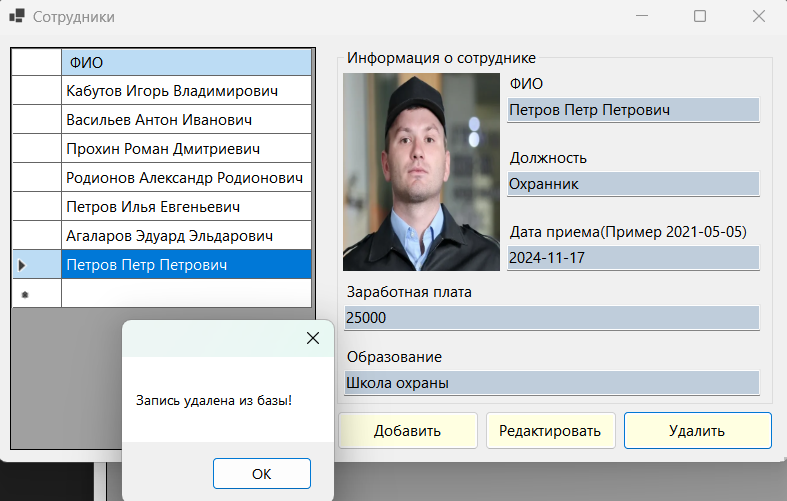 Сотрудники
ФИО
Кабутов Игорь Владимирович
Васильев Антон Иванович
Прохин Роман Дмитриевич
Родионов Александр Родионович
Петров Илья Евгеньевич
Агаларов Эдуард Эльдарович
Петров Петр Петрович
Информация о сотруднике
ФИО
Петров Петр Петрович
Должность
Охранник
Дата приема(Пример 2021-05-05)
2024-11-17
Заработная плата
25000
Образование
Школа охраны
Добавить
Редактировать
Удалить
Запись удалена из базы!
ОК